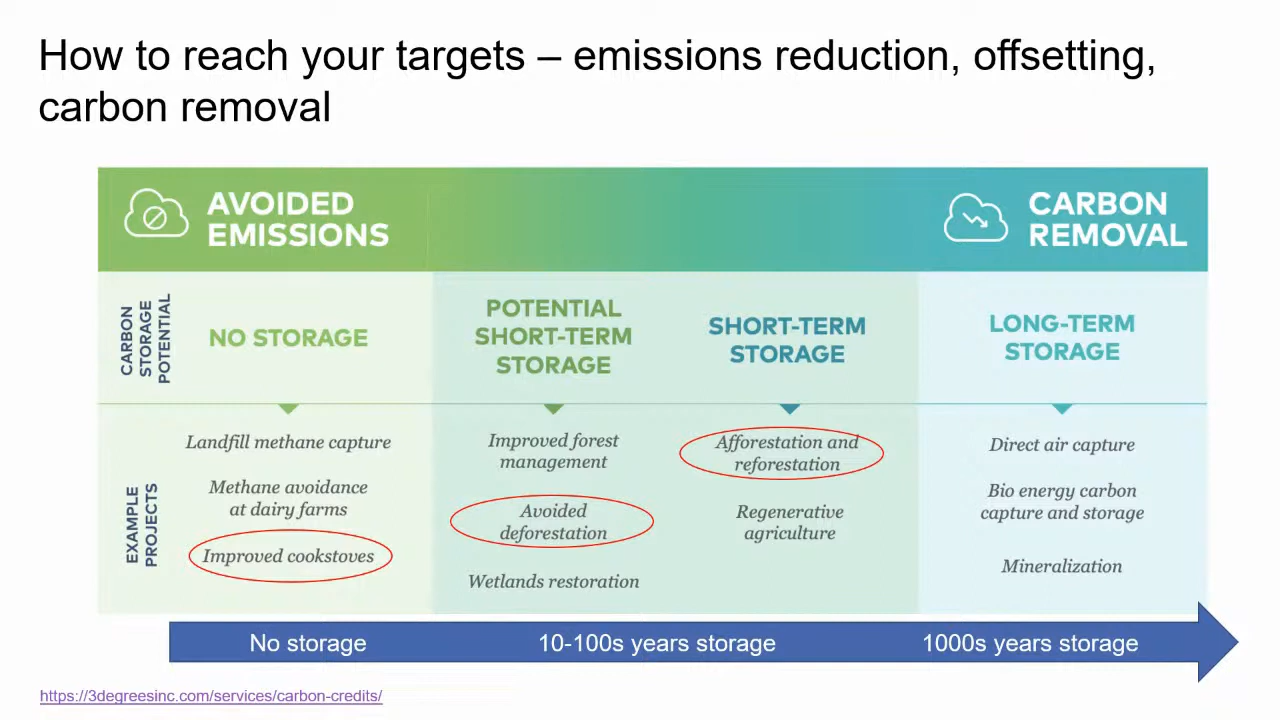 How to reach your targets – emissions reduction, offsetting,
carbon removal
AVOIDED
EMISSIONS
CARBON
REMOVAL
CARBON
STORAGE
POTENTIAL
NO STORAGE
POTENTIAL
SHORT-TERM
STORAGE
SHORT-TERM
STORAGE
LONG-TERM
STORAGE
EXAMPLE
PROJECTS
Landfill methane capture
Methane avoidance
at dairy farms
Improved cookstoves
Improved forest
management
Avoided
deforestation
Wetlands restoration
Afforestation and
reforestation
Regenerative
agriculture
Direct air capture
Bio energy carbon
capture and storage
Mineralization
No storage
10-100s years storage
1000s years storage
https://3degreesinc.com/services/carbon-credits/